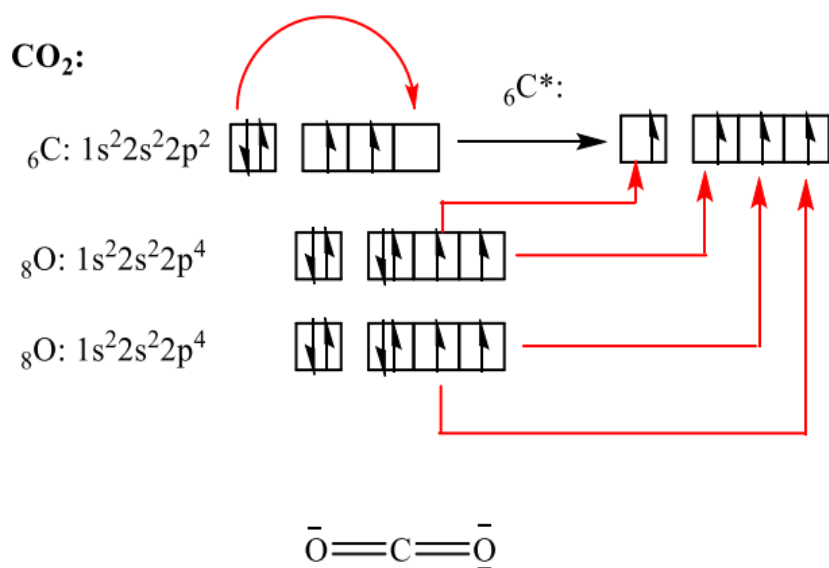 CO₂:
₆C*:
₆C: 1s²2s²2p²
₈O: 1s²2s²2p⁴
₈O: 1s²2s²2p⁴
O=C=O